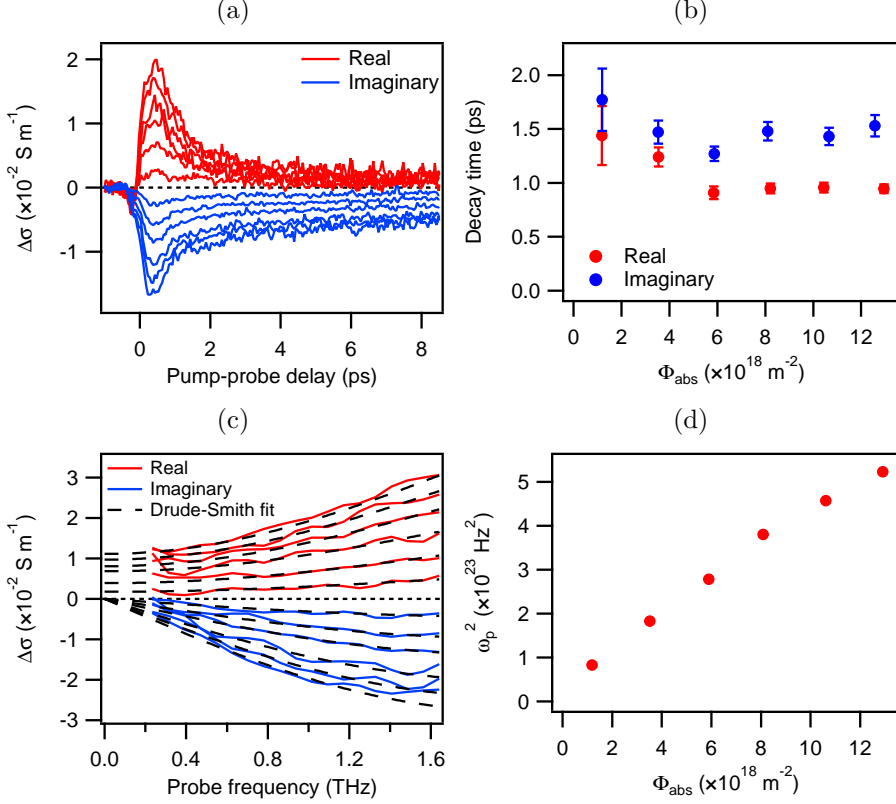 (a)
2
1
0
-1
Δσ (×10⁻² S m⁻¹)
Real
Imaginary
0
2
4
6
8
Pump-probe delay (ps)
(b)
2.0
1.5
1.0
0.5
0.0
Decay time (ps)
Real
Imaginary
0
2
4
6
8
10
12
Φabs (×10¹⁸ m⁻²)
(c)
3
2
1
0
-1
-2
-3
Δσ (×10⁻² S m⁻¹)
Real
Imaginary
Drude-Smith fit
0.0
0.4
0.8
1.2
1.6
Probe frequency (THz)
(d)
5
4
3
2
1
0
ωp² (×10²³ Hz²)
0
2
4
6
8
10
12
Φabs (×10¹⁸ m⁻²)